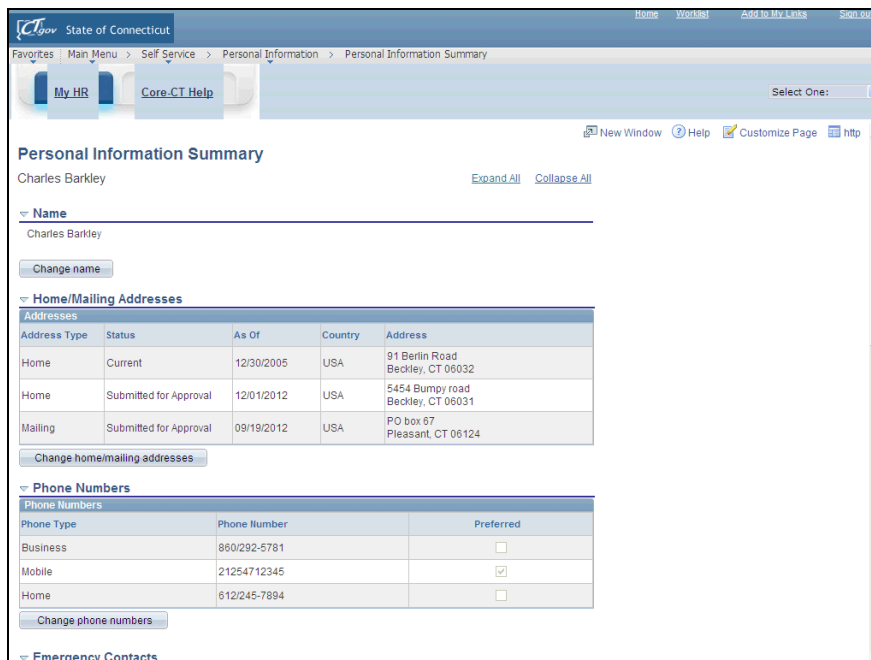 Home Worklist Add to My Links Sign ou
CT.gov State of Connecticut
Favorites Main Menu > Self Service > Personal Information > Personal Information Summary
My HR Core-CT Help
Select One:
New Window Help Customize Page http
Personal Information Summary
Charles Barkley Expand All Collapse All
Name
Charles Barkley
Change name
Home/Mailing Addresses
Addresses
Address Type Status As Of Country Address
Home Current 12/30/2005 USA 91 Berlin Road
Beckley, CT 06032
Home Submitted for Approval 12/01/2012 USA 5454 Bumpy road
Beckley, CT 06031
Mailing Submitted for Approval 09/19/2012 USA PO box 67
Pleasant, CT 06124
Change home/mailing addresses
Phone Numbers
Phone Numbers
Phone Type Phone Number Preferred
Business 860/292-5781
Mobile 21254712345
Home 612/245-7894
Change phone numbers
Emergency Contacts